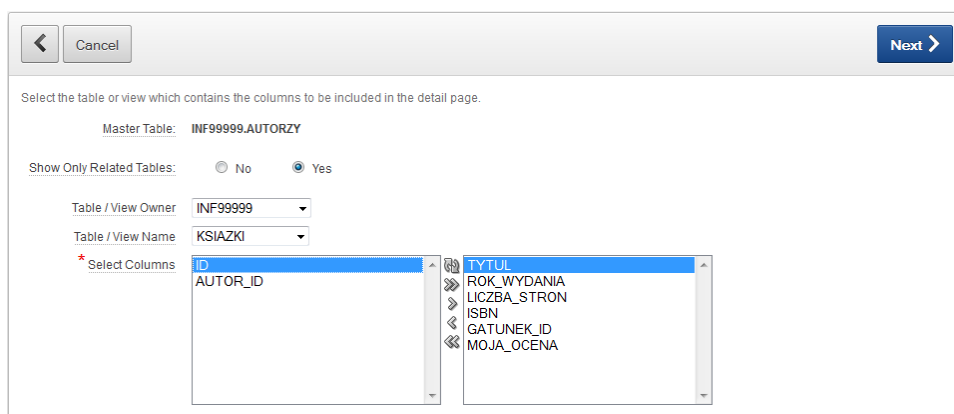 Cancel
Next
Select the table or view which contains the columns to be included in the detail page.
Master Table: INF99999.AUTORZY
Show Only Related Tables: No Yes
Table / View Owner INF99999
Table / View Name KSIAZKI
* Select Columns ID TYTUL
AUTOR_ID ROK_WYDANIA
LICZBA_STRON
ISBN
GATUNEK_ID
MOJA_OCENA